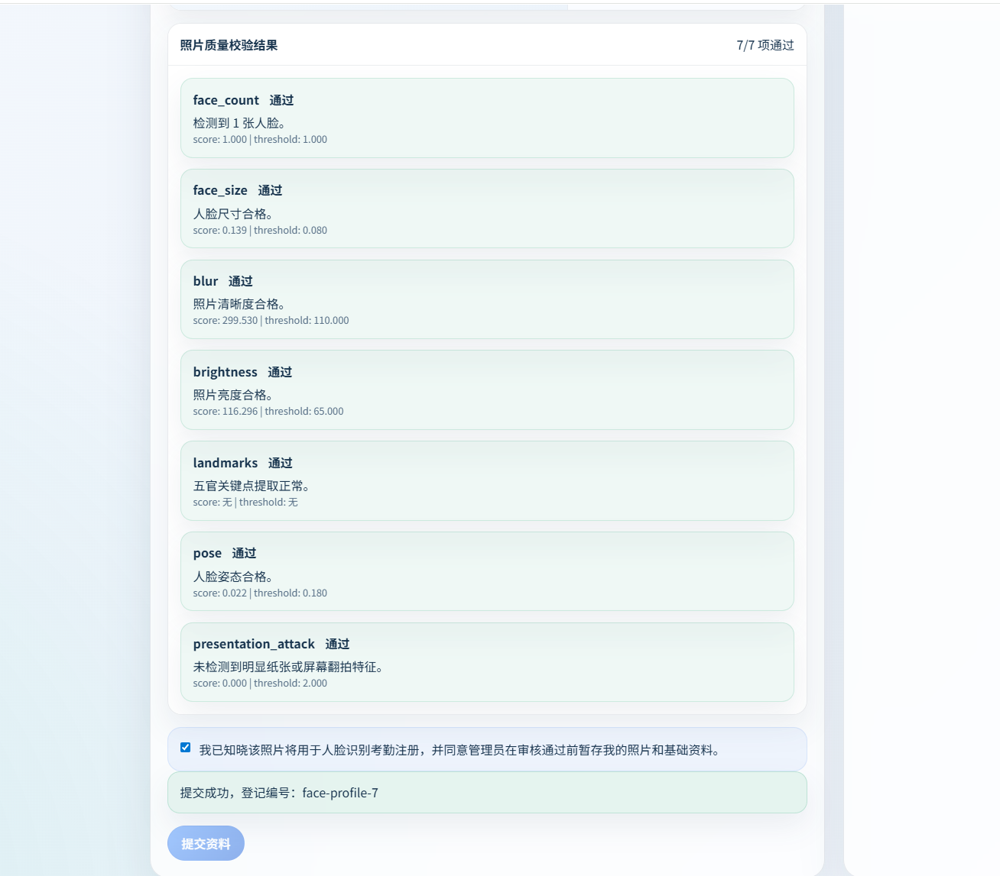 照片质量校验结果 7/7 项通过
face_count 通过
检测到 1 张人脸。
score: 1.000 | threshold: 1.000
face_size 通过
人脸尺寸合格。
score: 0.139 | threshold: 0.080
blur 通过
照片清晰度合格。
score: 299.530 | threshold: 110.000
brightness 通过
照片亮度合格。
score: 116.296 | threshold: 65.000
landmarks 通过
五官关键点提取正常。
score: 无 | threshold: 无
pose 通过
人脸姿态合格。
score: 0.022 | threshold: 0.180
presentation_attack 通过
未检测到明显纸张或屏幕翻拍特征。
score: 0.000 | threshold: 2.000
我已知晓该照片将用于人脸识别考勤注册，并同意管理员在审核通过前暂存我的照片和基础资料。
提交成功，登记编号：face-profile-7
提交资料